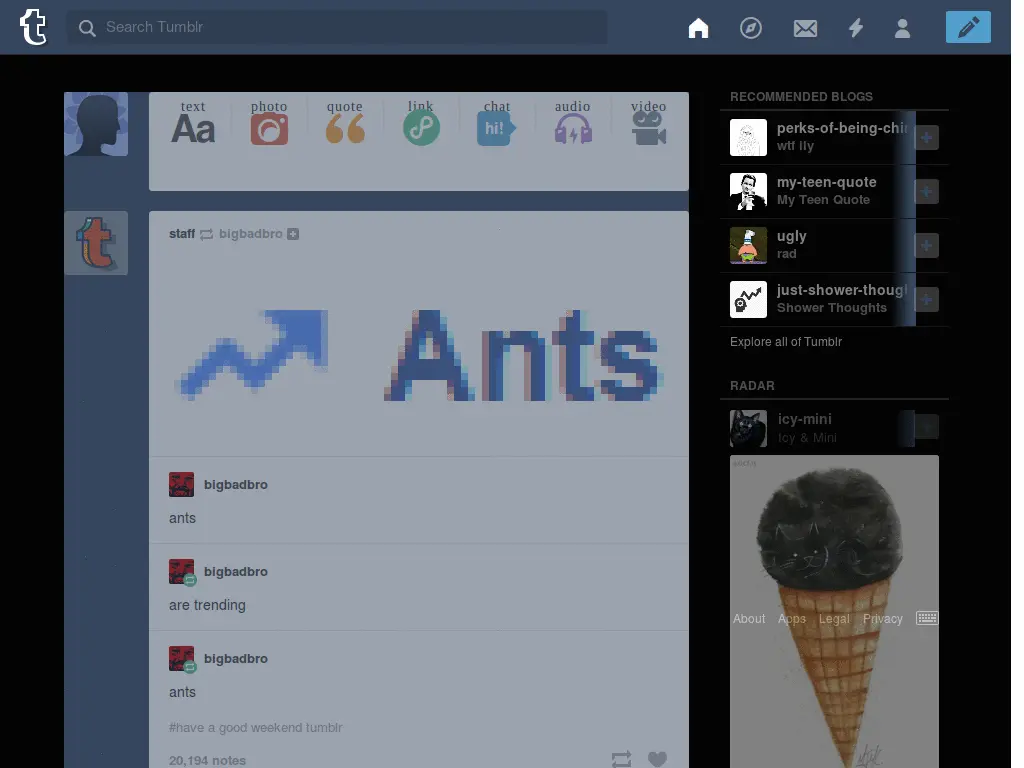 Search Tumblr
text photo quote link chat audio video
Aa hi!
staff bigbadbro
Ants
bigbadbro
ants
bigbadbro
are trending
bigbadbro
ants
#have a good weekend tumblr
20,194 notes
RECOMMENDED BLOGS
perks-of-being-chi
wtf ily
my-teen-quote
My Teen Quote
ugly
rad
just-shower-though
Shower Thoughts
Explore all of Tumblr
RADAR
icy-mini
Icy & Mini
About Apps Legal Privacy